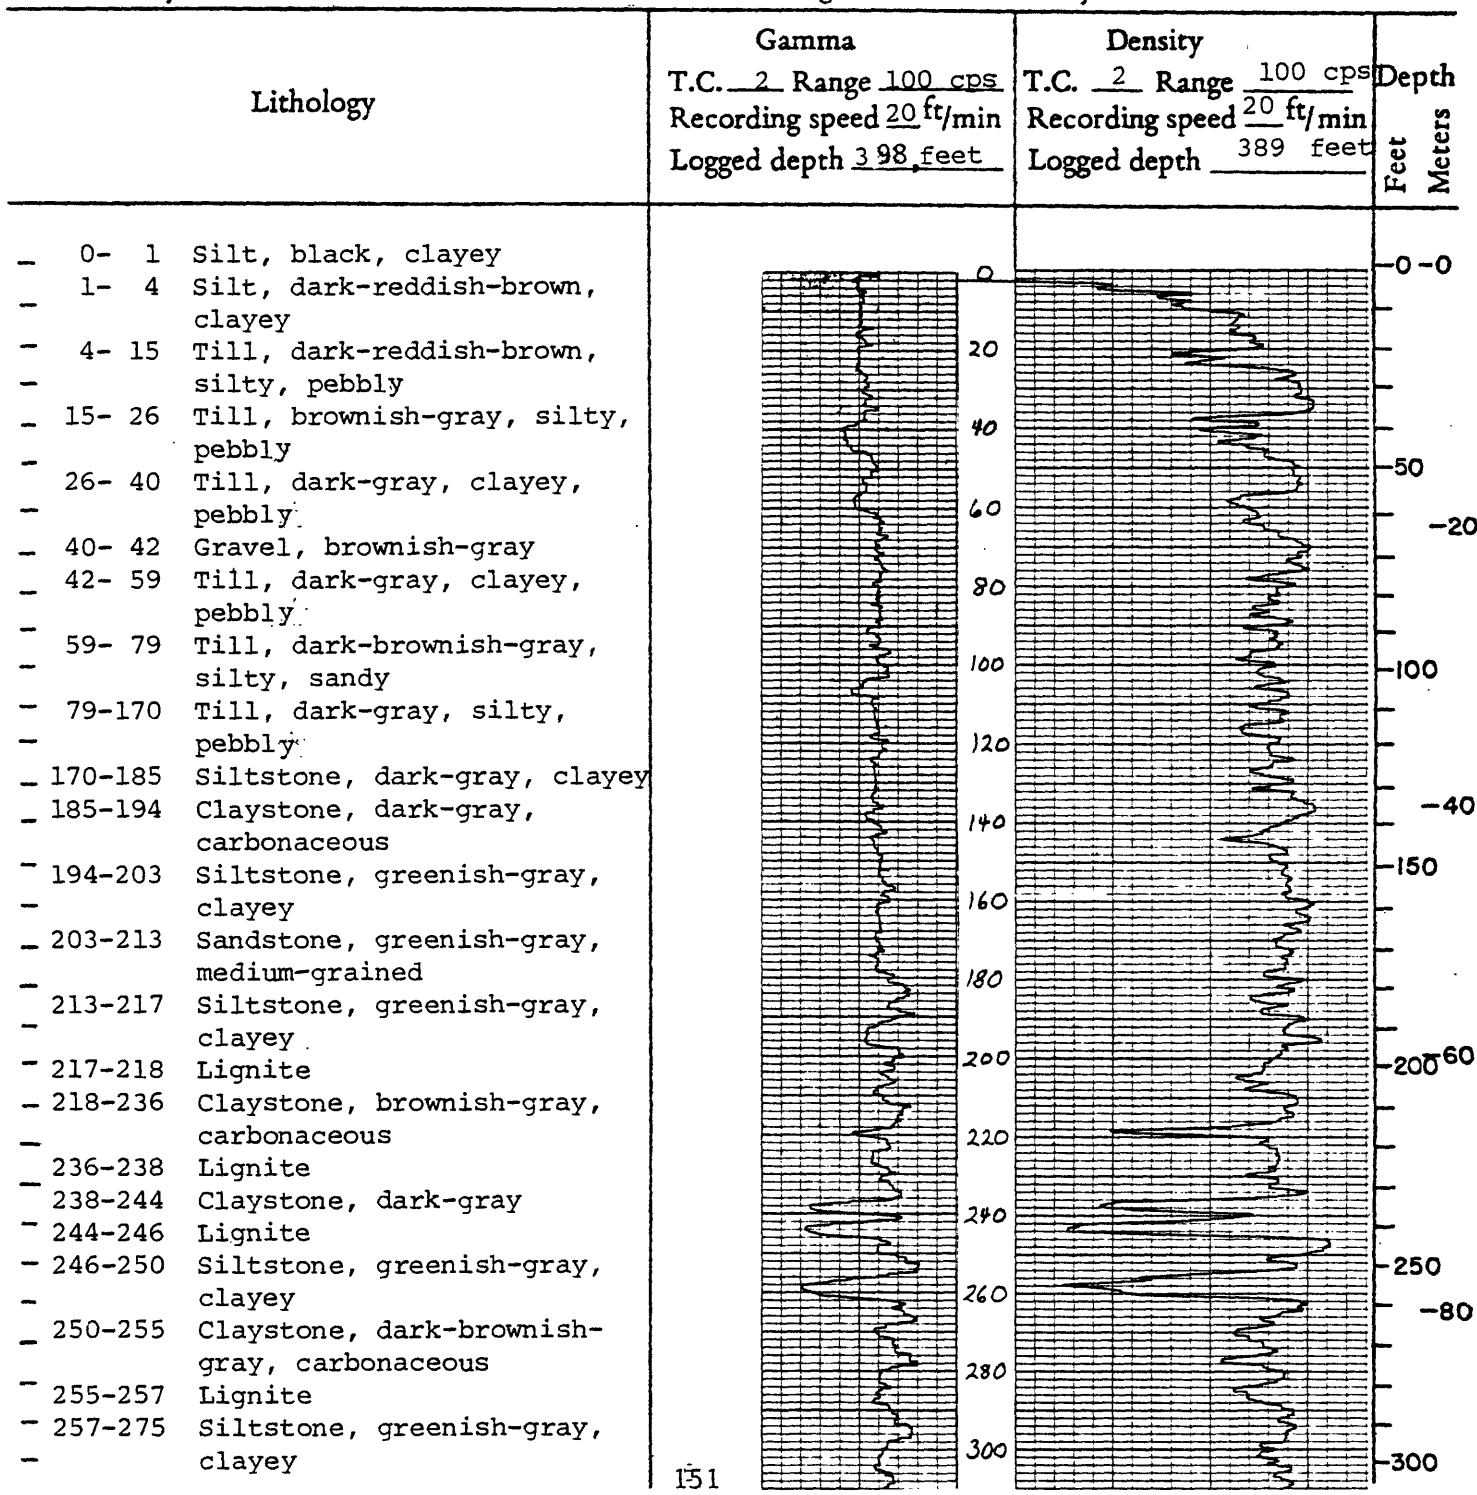 Lithology
Gamma
T.C. 2 Range 100 cps
Recording speed 20 ft/min
Logged depth 398 feet
Density
T.C. 2 Range 100 cps
Recording speed 20 ft/min
Logged depth 389 feet
Depth
Feet
Meters
0- 1 Silt, black, clayey
1- 4 Silt, dark-reddish-brown,
clayey
4- 15 Till, dark-reddish-brown,
silty, pebbly
15- 26 Till, brownish-gray, silty,
pebbly
26- 40 Till, dark-gray, clayey,
pebbly
40- 42 Gravel, brownish-gray
42- 59 Till, dark-gray, clayey,
pebbly
59- 79 Till, dark-brownish-gray,
silty, sandy
79-170 Till, dark-gray, silty,
pebbly
170-185 Siltstone, dark-gray, clayey
185-194 Claystone, dark-gray,
carbonaceous
194-203 Siltstone, greenish-gray,
clayey
203-213 Sandstone, greenish-gray,
medium-grained
213-217 Siltstone, greenish-gray,
clayey
217-218 Lignite
218-236 Claystone, brownish-gray,
carbonaceous
236-238 Lignite
238-244 Claystone, dark-gray
244-246 Lignite
246-250 Siltstone, greenish-gray,
clayey
250-255 Claystone, dark-brownish-
gray, carbonaceous
255-257 Lignite
257-275 Siltstone, greenish-gray,
clayey
0
20
40
60
80
100
120
140
160
180
200
220
240
260
280
300
0 -0
50
-20
100
-40
150
200 -60
250
-80
300
151